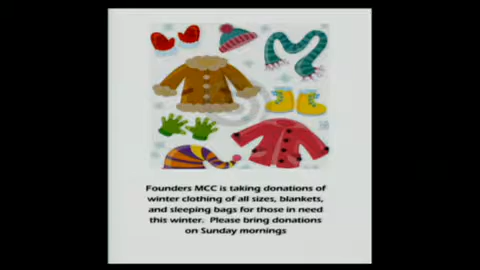 Founders MCC is taking donations of
winter clothing of all sizes, blankets,
and sleeping bags for those in need
this winter.  Please bring donations
on Sunday mornings